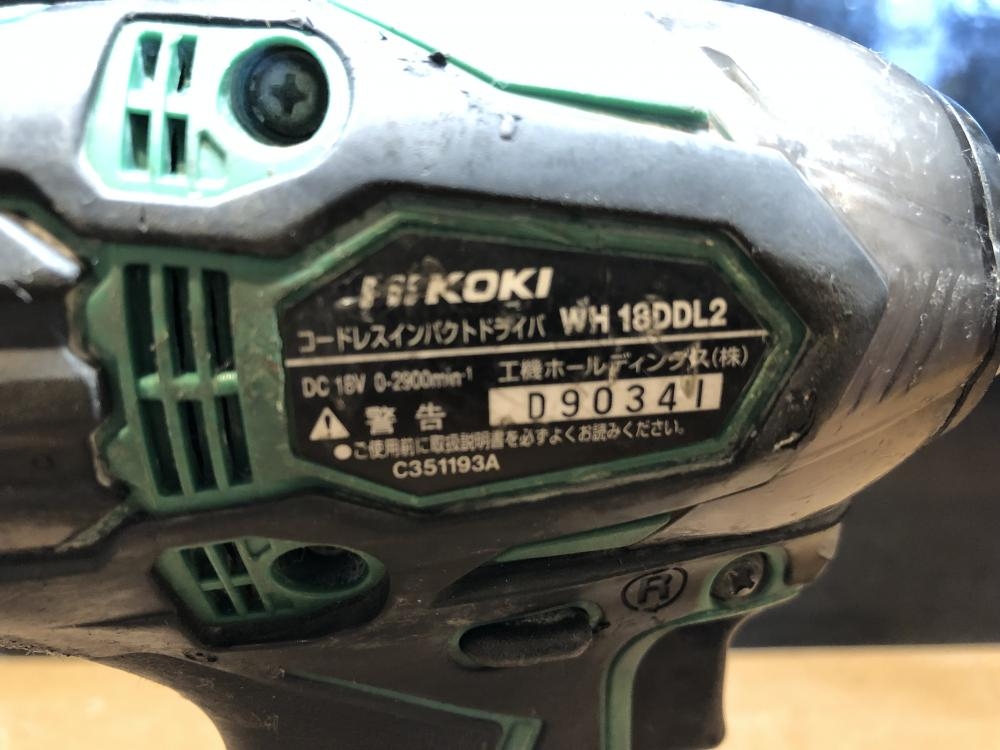 HiKOKI
コードレスインパクトドライバ WH 18DDL2
DC 18V 0-2900min⁻¹ 工機ホールディングス(株)
警告 D90341
●ご使用前に取扱説明書を必ずよくお読みください。
C351193A
R